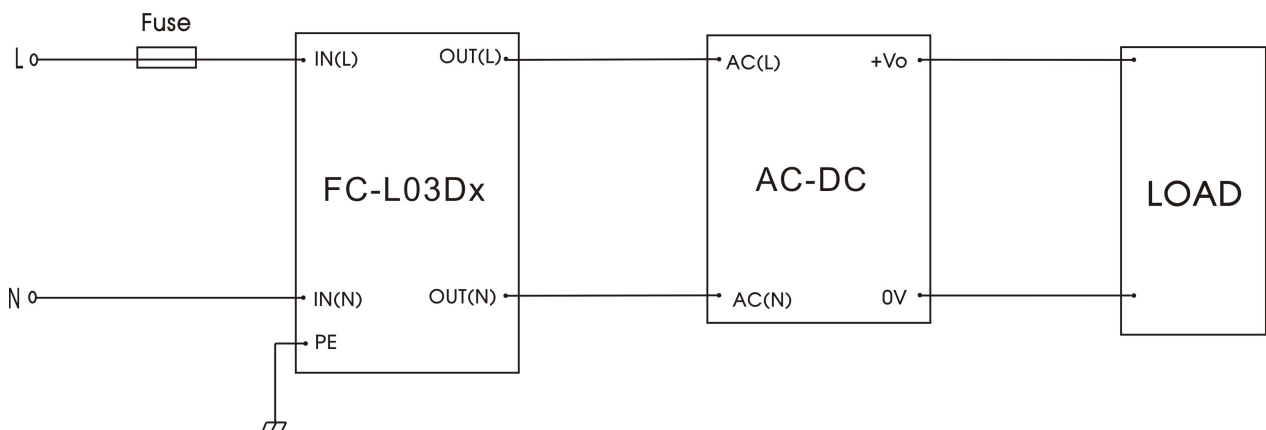 Fuse
L IN(L) OUT(L) AC(L) +Vo
FC-L03Dx AC-DC LOAD
N IN(N) OUT(N) AC(N) 0V
PE